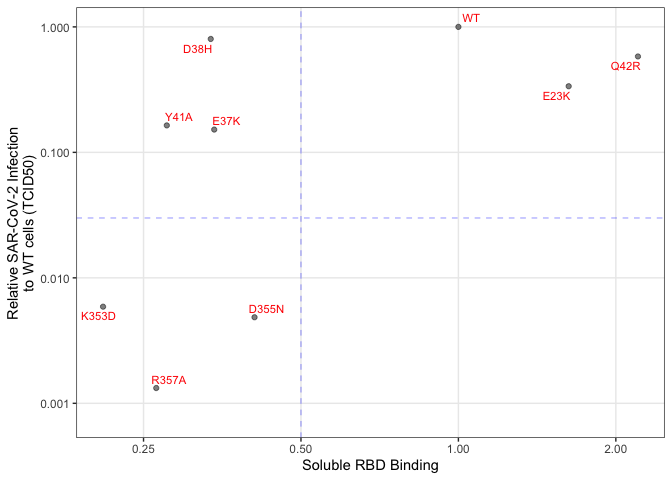 1.000
0.100
0.010
0.001
Relative SAR-CoV-2 Infection
to WT cells (TCID50)
WT
D38H
Q42R
E23K
Y41A
E37K
K353D
D355N
R357A
0.25
0.50
1.00
2.00
Soluble RBD Binding